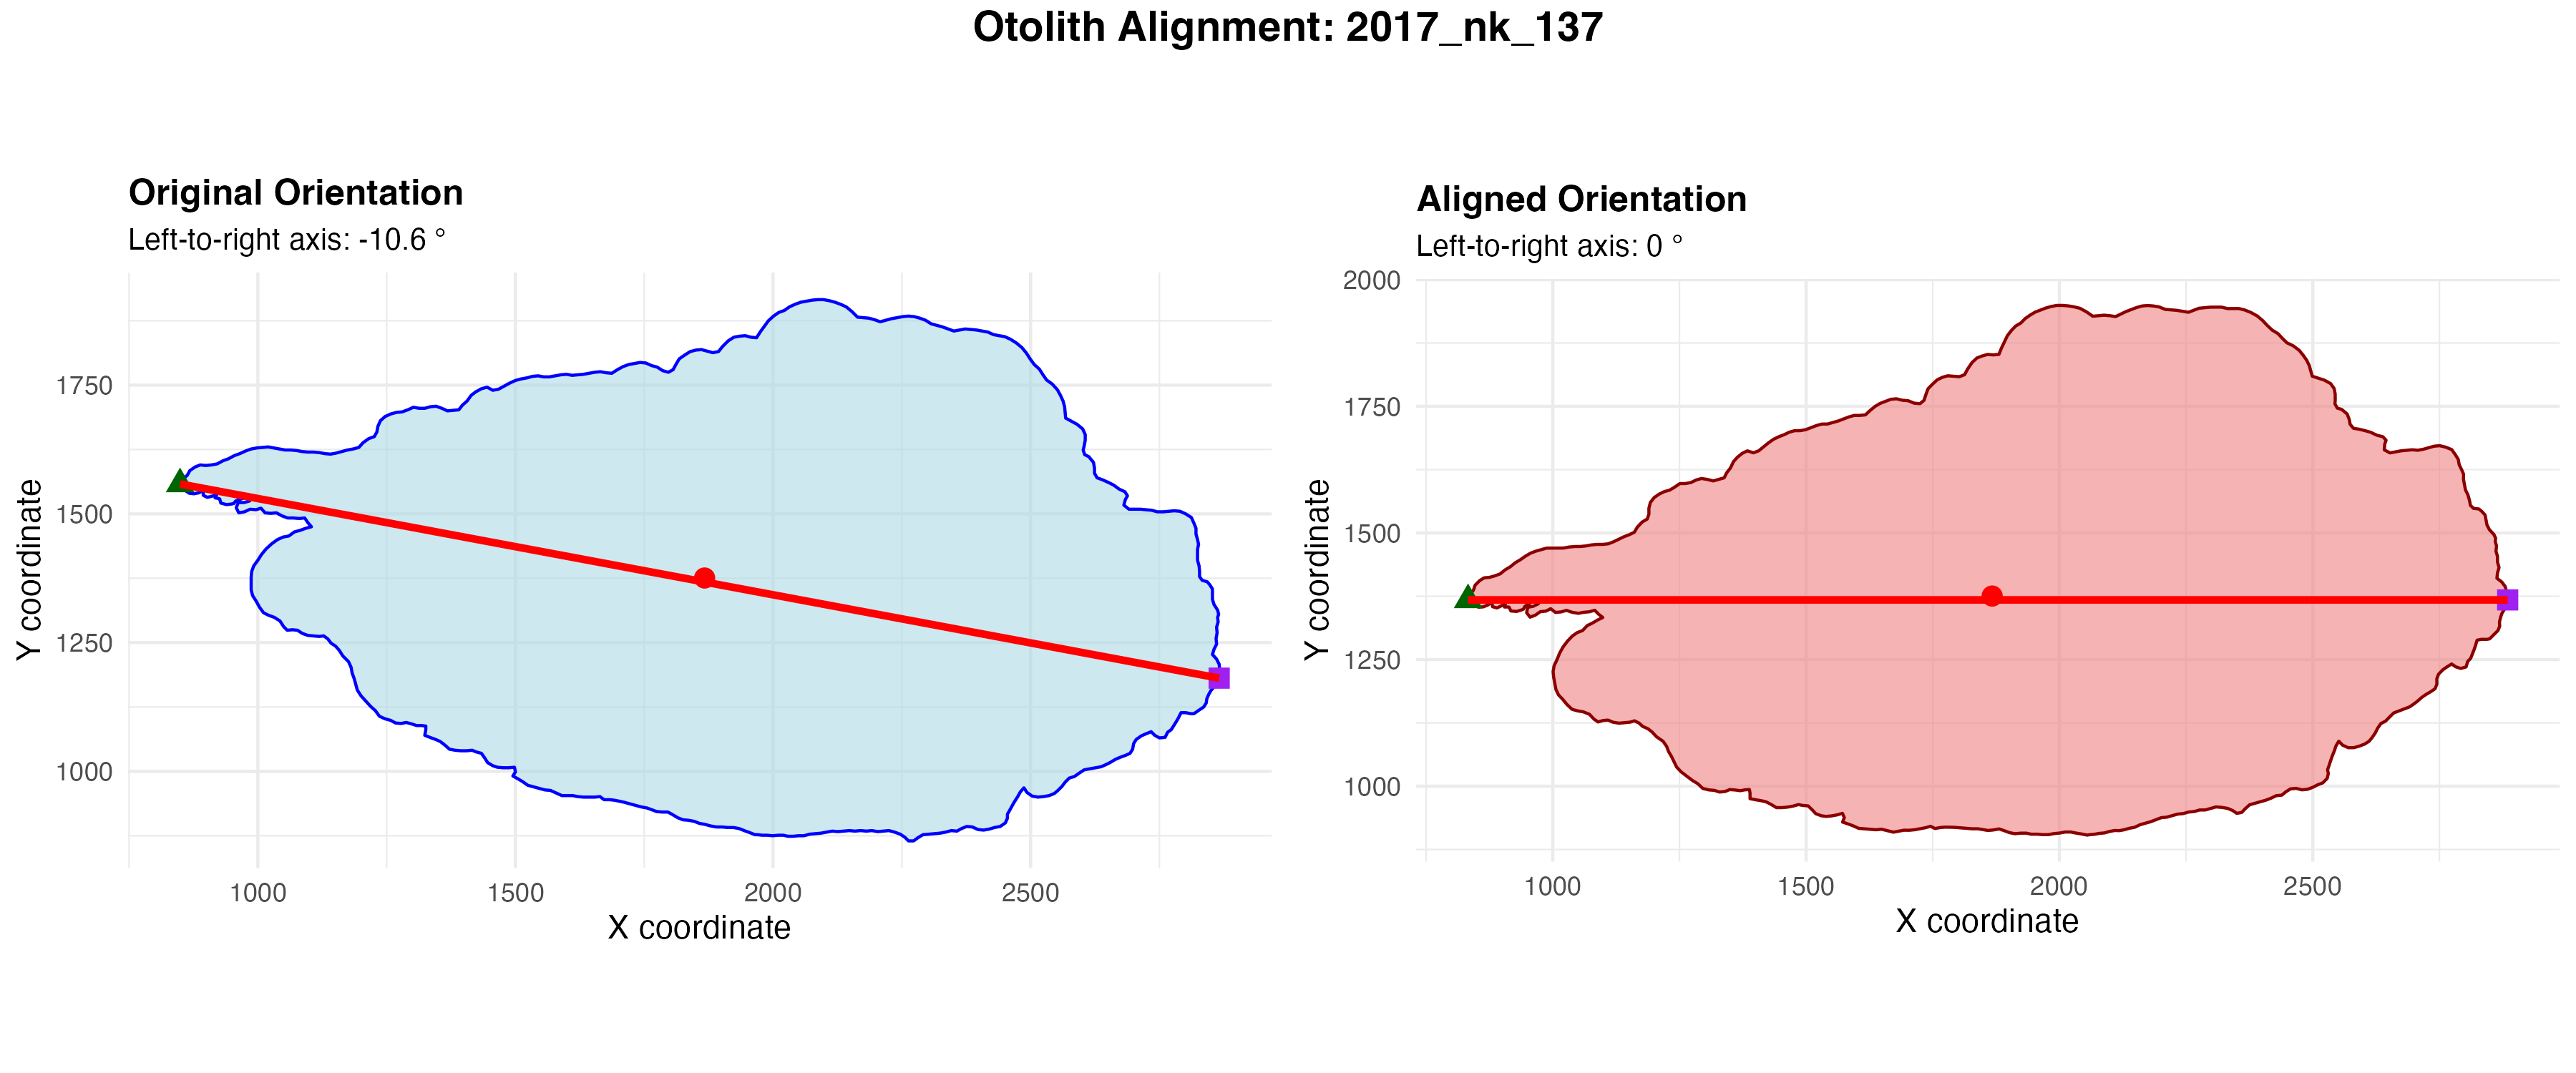 Otolith Alignment: 2017_nk_137
Original Orientation
Left-to-right axis: -10.6 °
Y coordinate
1750
1500
1250
1000
1000 1500 2000 2500
X coordinate
Aligned Orientation
Left-to-right axis: 0 °
Y coordinate
2000
1750
1500
1250
1000
1000 1500 2000 2500
X coordinate